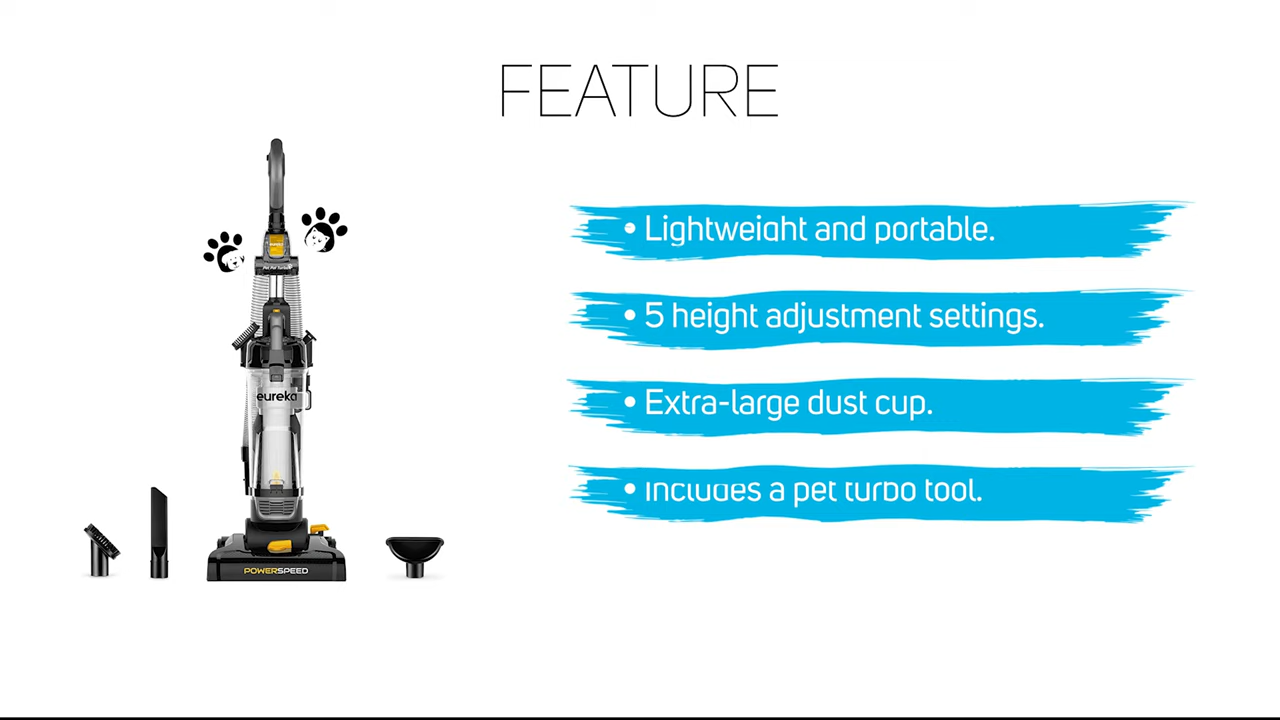 FEATURE
• Lightweight and portable.
• 5 height adjustment settings.
• Extra-large dust cup.
• Includes a pet turbo tool.
eureka
POWERSPEED